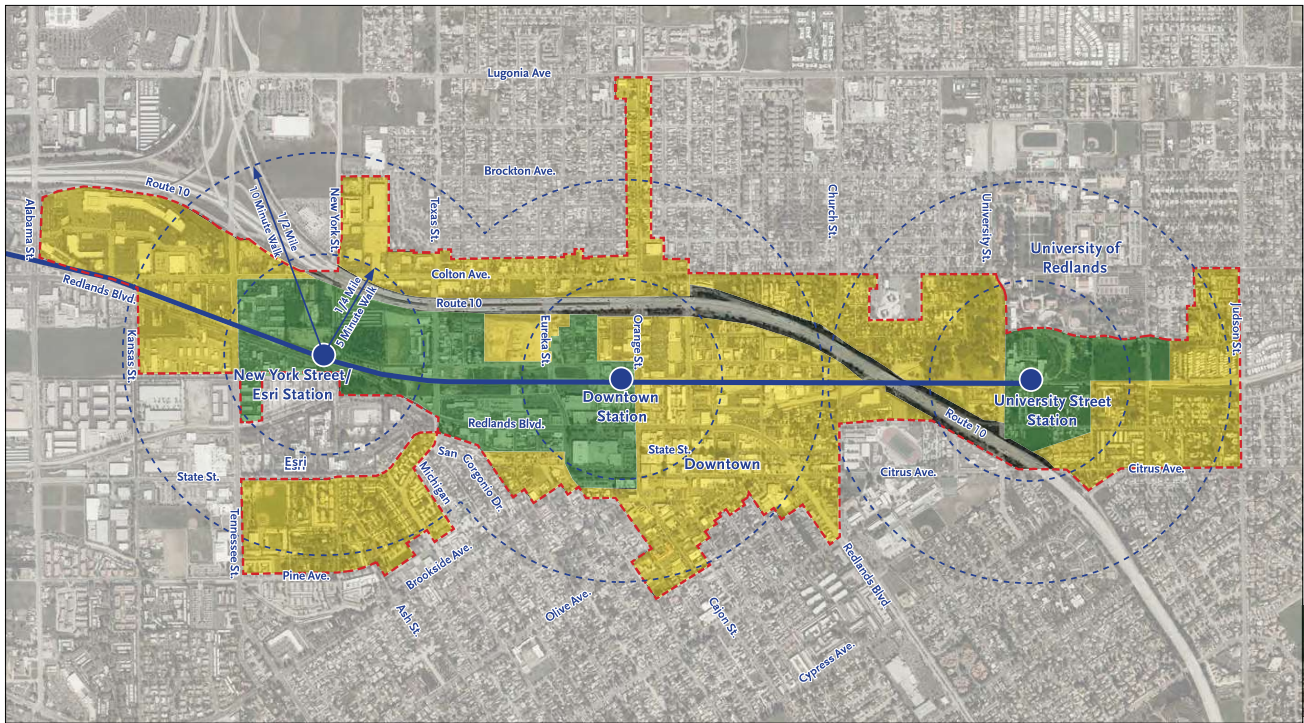 Lugonia Ave
Brockton Ave.
Route 10
Alabama St.
10 Minute Walk
1/2 Mile
New York St.
Texas St.
Church St.
University St.
University of
Redlands
Colton Ave.
Redlands Blvd.
1/4 Mile
5 Minute Walk
Route 10
Kansas St.
Eureka St.
Orange St.
Judson St.
New York Street/
Esri Station
Downtown
Station
University Street
Station
Redlands Blvd.
Route 10
State St.
Esri
San
Gorgonio Dr.
Michigan
State St.
Downtown
Citrus Ave.
Citrus Ave.
Tennessee St.
Pine Ave.
Brookside Ave.
Redlands Blvd
Ash St.
Olive Ave.
Cajon St.
Cypress Ave.